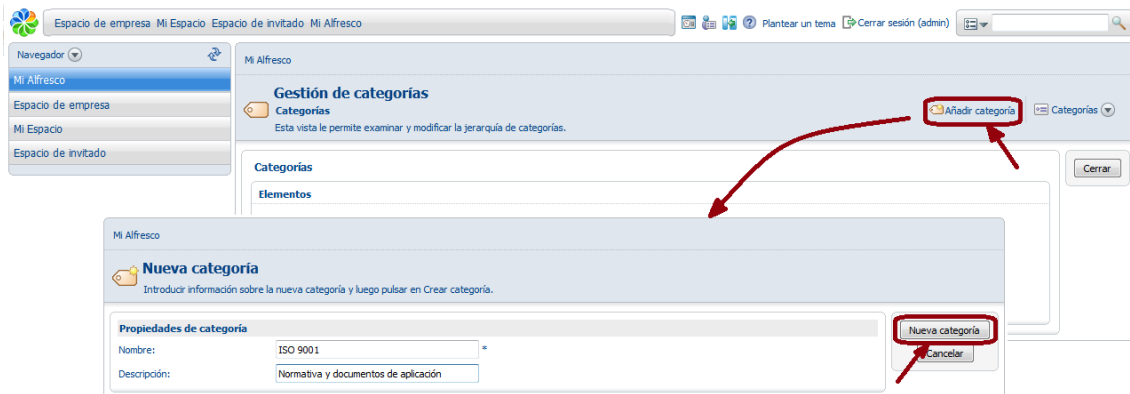 Espacio de empresa Mi Espacio Espacio de invitado Mi Alfresco
Plantear un tema Cerrar sesión (admin)
Navegador
Mi Alfresco
Espacio de empresa
Mi Espacio
Espacio de invitado
Mi Alfresco
Gestión de categorías
Categorías
Esta vista le permite examinar y modificar la jerarquía de categorías.
Añadir categoría
Categorías
Categorías
Cerrar
Elementos
Mi Alfresco
Nueva categoría
Introducir información sobre la nueva categoría y luego pulsar en Crear categoría.
Propiedades de categoría
Nueva categoría
Nombre: ISO 9001 *
Cancelar
Descripción: Normativa y documentos de aplicación